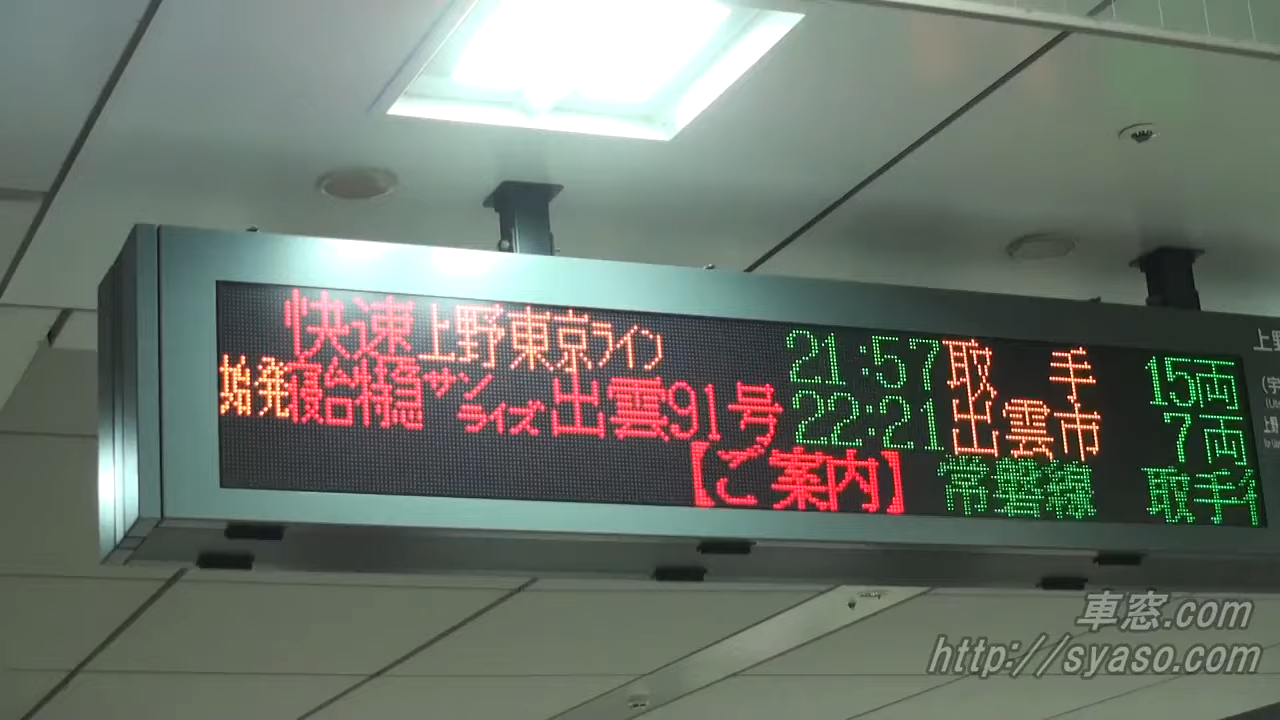 快速上野東京ライン 21:57 取手 15両
始発 寝台特急サンライズ出雲91号 22:21 出雲市 7両
【ご案内】 常磐線 取手
上野
車窓.com
http://syaso.com